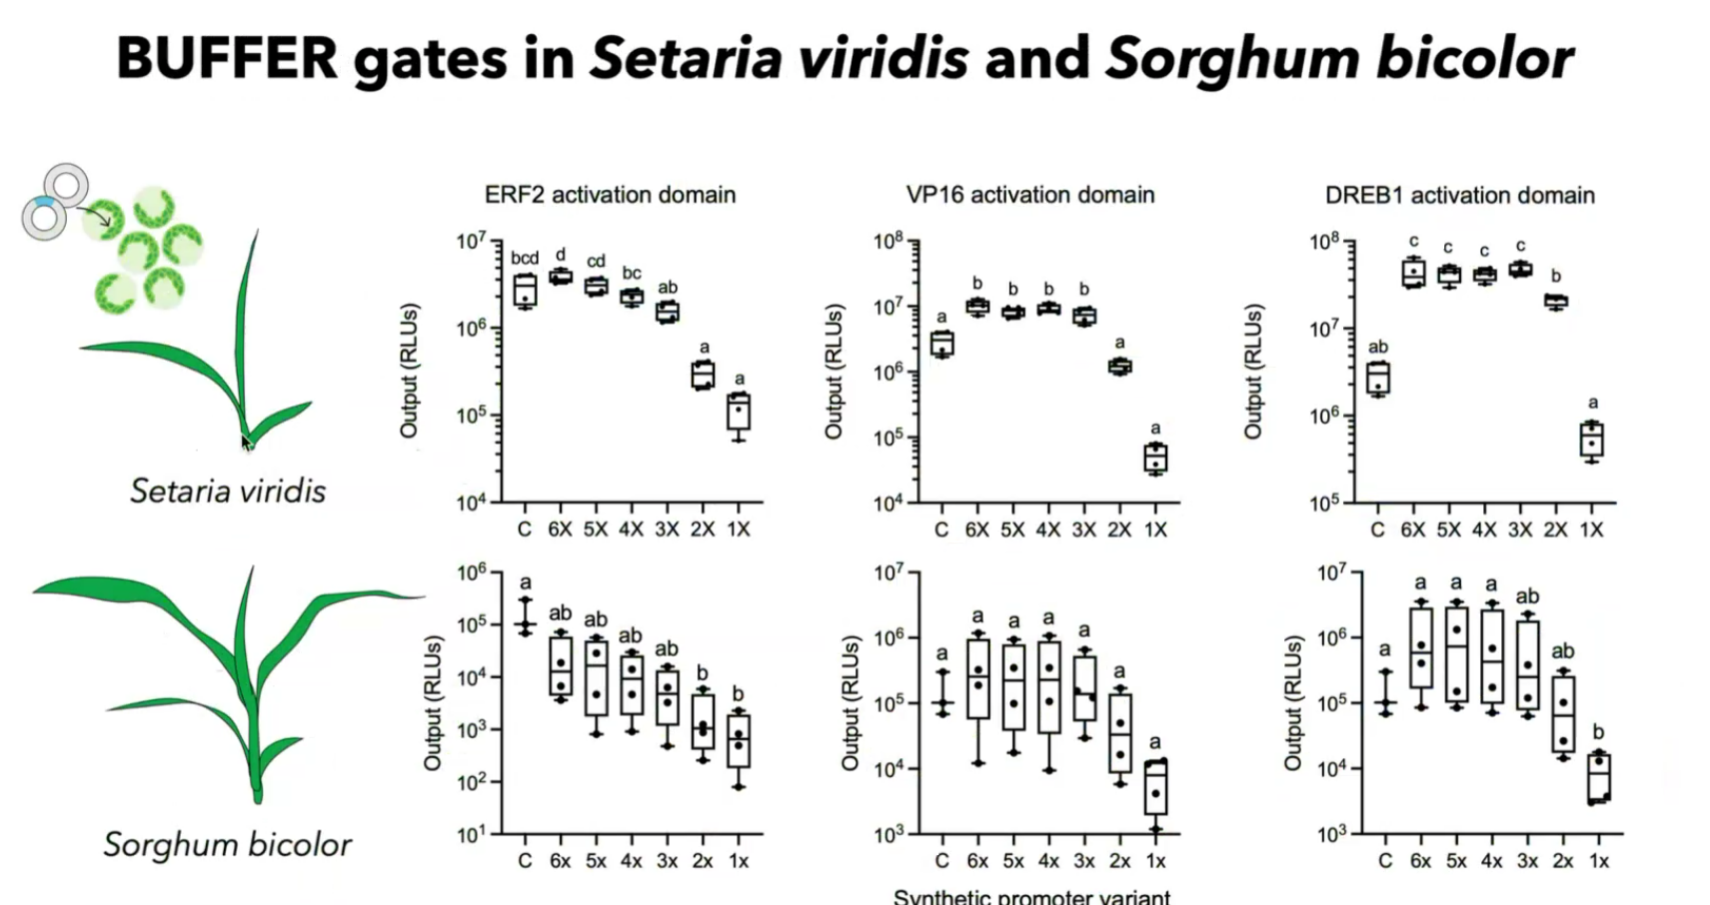 BUFFER gates in Setaria viridis and Sorghum bicolor
ERF2 activation domain
VP16 activation domain
DREB1 activation domain
Setaria viridis
Output (RLUs)
10⁷
10⁶
10⁵
10⁴
bcd d cd bc ab a a
C 6X 5X 4X 3X 2X 1X
Output (RLUs)
10⁸
10⁷
10⁶
10⁵
10⁴
a b b b b a a
C 6X 5X 4X 3X 2X 1X
Output (RLUs)
10⁸
10⁷
10⁶
10⁵
ab c c c c b a
C 6X 5X 4X 3X 2X 1X
Sorghum bicolor
Output (RLUs)
10⁶
10⁵
10⁴
10³
10²
10¹
a ab ab ab ab b b
C 6x 5x 4x 3x 2x 1x
Output (RLUs)
10⁷
10⁶
10⁵
10⁴
10³
a a a a a a a
C 6x 5x 4x 3x 2x 1x
Output (RLUs)
10⁷
10⁶
10⁵
10⁴
10³
a a a a ab ab b
C 6x 5x 4x 3x 2x 1x
Synthetic promoter variant